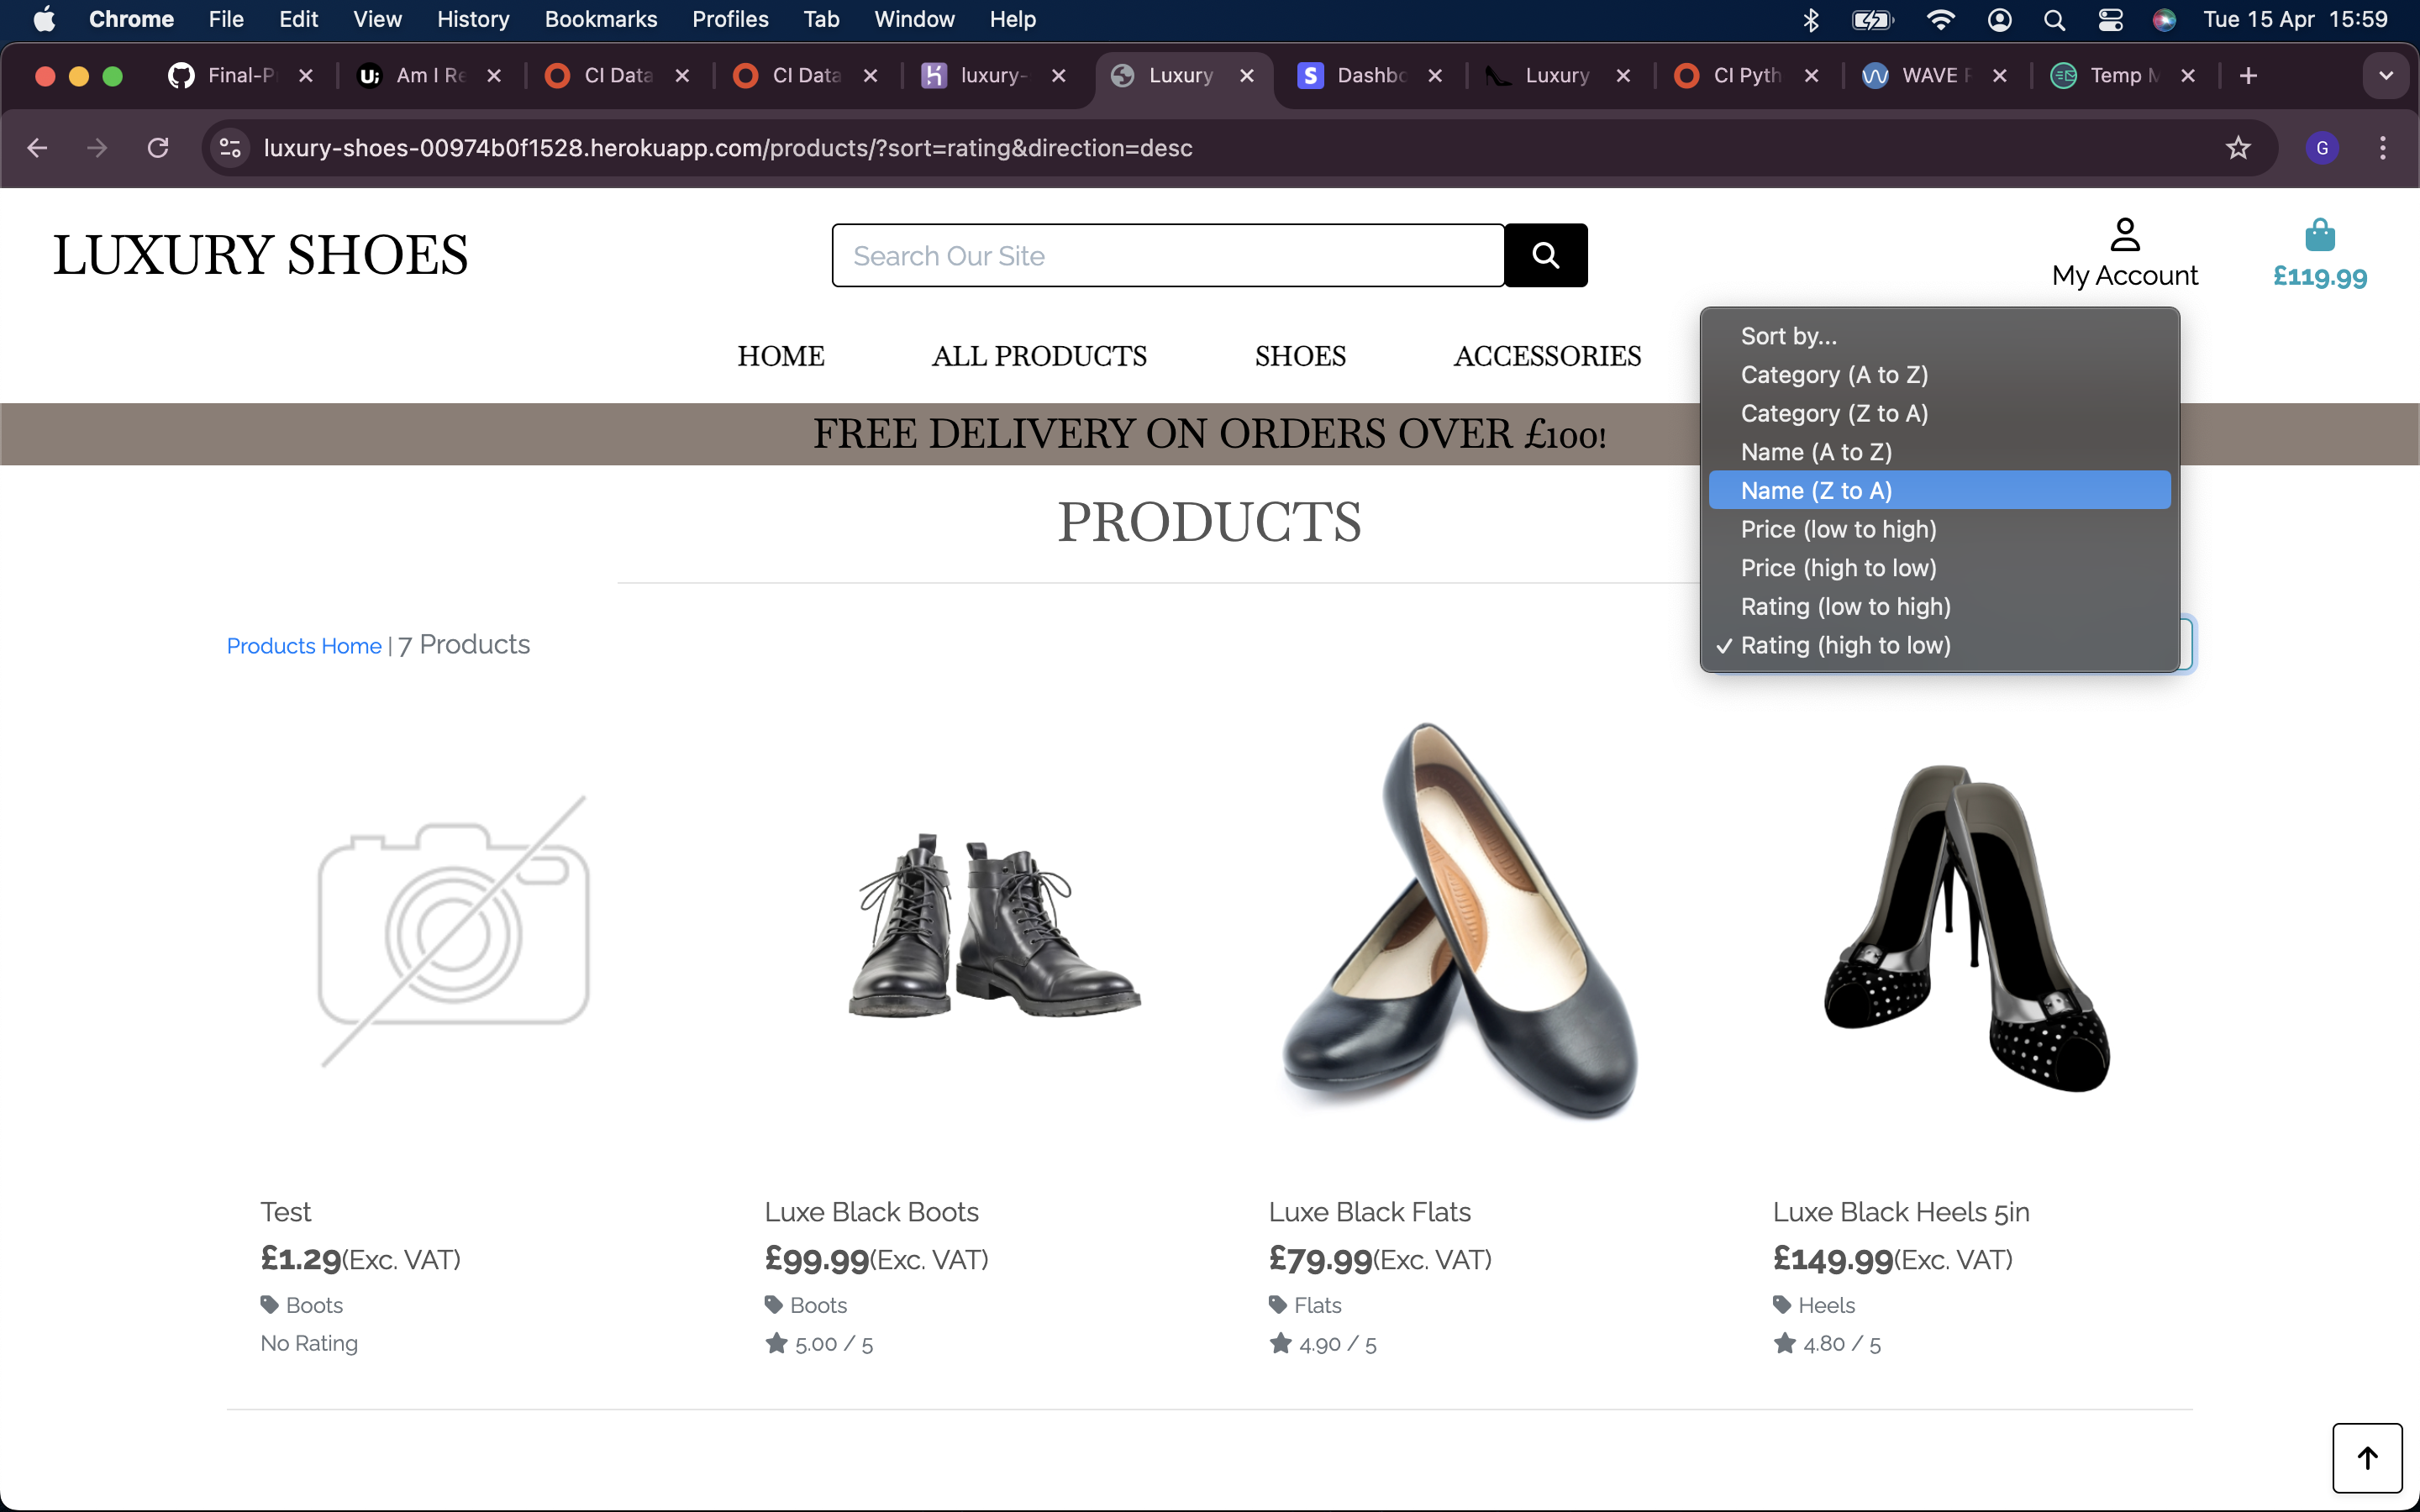 Chrome File Edit View History Bookmarks Profiles Tab Window Help Tue 15 Apr 15:59
Final-P Am I Re CI Data CI Data luxury- Luxury Dashbo Luxury CI Pyth WAVE Temp M
luxury-shoes-00974b0f1528.herokuapp.com/products/?sort=rating&direction=desc G
LUXURY SHOES
Search Our Site
My Account
£119.99
HOME ALL PRODUCTS SHOES ACCESSORIES
Sort by...
Category (A to Z)
Category (Z to A)
Name (A to Z)
Name (Z to A)
Price (low to high)
Price (high to low)
Rating (low to high)
✓ Rating (high to low)
FREE DELIVERY ON ORDERS OVER £100!
PRODUCTS
Products Home | 7 Products
Test
£1.29(Exc. VAT)
Boots
No Rating
Luxe Black Boots
£99.99(Exc. VAT)
Boots
5.00 / 5
Luxe Black Flats
£79.99(Exc. VAT)
Flats
4.90 / 5
Luxe Black Heels 5in
£149.99(Exc. VAT)
Heels
4.80 / 5